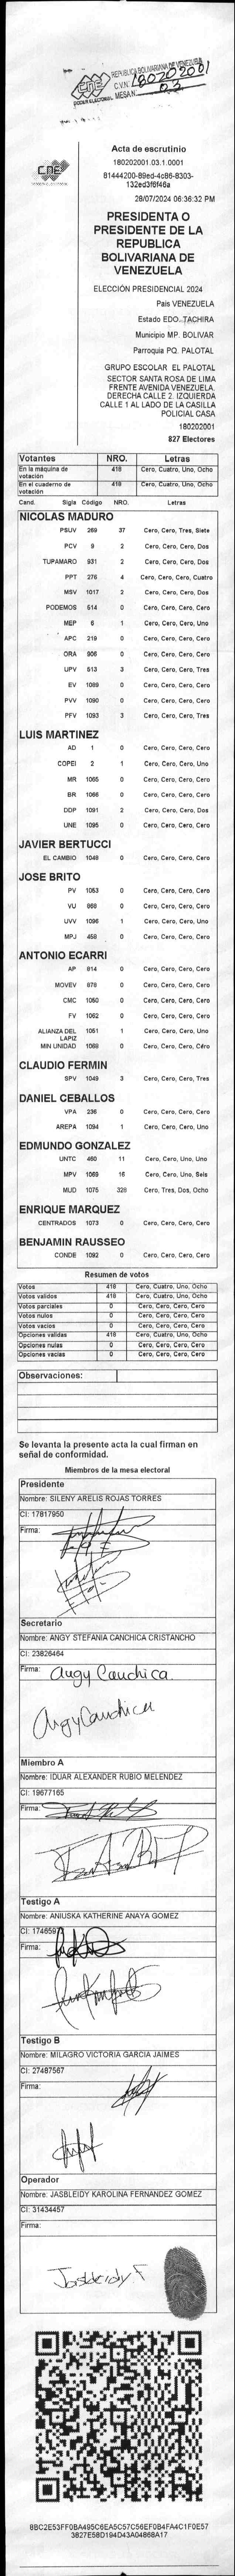 REPUBLICA BOLIVARIANA DE VENEZUELA
CNE
C.V.N: 180202001
PODER ELECTORAL MESA N: 02
CNE
Acta de escrutinio
180202001.03.1.0001
81444200-89ed-4c86-8303-
132ed3f6f46a
28/07/2024 06:36:32 PM
PRESIDENTA O
PRESIDENTE DE LA
REPUBLICA
BOLIVARIANA DE
VENEZUELA
ELECCIÓN PRESIDENCIAL 2024
País VENEZUELA
Estado EDO. TACHIRA
Municipio MP. BOLIVAR
Parroquia PQ. PALOTAL
GRUPO ESCOLAR EL PALOTAL
SECTOR SANTA ROSA DE LIMA
FRENTE AVENIDA VENEZUELA.
DERECHA CALLE 2. IZQUIERDA
CALLE 1 AL LADO DE LA CASILLA
POLICIAL CASA
180202001
827 Electores
Votantes NRO. Letras
En la máquina de votación 418 Cero, Cuatro, Uno, Ocho
En el cuaderno de votación 418 Cero, Cuatro, Uno, Ocho
Cand. Sigla Código NRO. Letras
NICOLAS MADURO
PSUV 269 37 Cero, Cero, Tres, Siete
PCV 9 2 Cero, Cero, Cero, Dos
TUPAMARO 931 2 Cero, Cero, Cero, Dos
PPT 276 4 Cero, Cero, Cero, Cuatro
MSV 1017 2 Cero, Cero, Cero, Dos
PODEMOS 514 0 Cero, Cero, Cero, Cero
MEP 6 1 Cero, Cero, Cero, Uno
APC 219 0 Cero, Cero, Cero, Cero
ORA 906 0 Cero, Cero, Cero, Cero
UPV 513 3 Cero, Cero, Cero, Tres
EV 1089 0 Cero, Cero, Cero, Cero
PVV 1090 0 Cero, Cero, Cero, Cero
PFV 1093 3 Cero, Cero, Cero, Tres
LUIS MARTINEZ
AD 1 0 Cero, Cero, Cero, Cero
COPEI 2 1 Cero, Cero, Cero, Uno
MR 1065 0 Cero, Cero, Cero, Cero
BR 1066 0 Cero, Cero, Cero, Cero
DDP 1091 2 Cero, Cero, Cero, Dos
UNE 1095 0 Cero, Cero, Cero, Cero
JAVIER BERTUCCI
EL CAMBIO 1048 0 Cero, Cero, Cero, Cero
JOSE BRITO
PV 1053 0 Cero, Cero, Cero, Cero
VU 868 0 Cero, Cero, Cero, Cero
UVV 1096 1 Cero, Cero, Cero, Uno
MPJ 458 0 Cero, Cero, Cero, Cero
ANTONIO ECARRI
AP 814 0 Cero, Cero, Cero, Cero
MOVEV 878 0 Cero, Cero, Cero, Cero
CMC 1050 0 Cero, Cero, Cero, Cero
FV 1062 0 Cero, Cero, Cero, Cero
ALIANZA DEL LAPIZ 1051 1 Cero, Cero, Cero, Uno
MIN UNIDAD 1069 0 Cero, Cero, Cero, Cero
CLAUDIO FERMIN
SPV 1049 3 Cero, Cero, Cero, Tres
DANIEL CEBALLOS
VPA 236 0 Cero, Cero, Cero, Cero
AREPA 1094 1 Cero, Cero, Cero, Uno
EDMUNDO GONZALEZ
UNTC 460 11 Cero, Cero, Uno, Uno
MPV 1069 16 Cero, Cero, Uno, Seis
MUD 1075 328 Cero, Tres, Dos, Ocho
ENRIQUE MARQUEZ
CENTRADOS 1073 0 Cero, Cero, Cero, Cero
BENJAMIN RAUSSEO
CONDE 1092 0 Cero, Cero, Cero, Cero
Resumen de votos
Votos 418 Cero, Cuatro, Uno, Ocho
Votos validos 418 Cero, Cuatro, Uno, Ocho
Votos parciales 0 Cero, Cero, Cero, Cero
Votos nulos 0 Cero, Cero, Cero, Cero
Votos vacios 0 Cero, Cero, Cero, Cero
Opciones validas 418 Cero, Cuatro, Uno, Ocho
Opciones nulas 0 Cero, Cero, Cero, Cero
Opciones vacias 0 Cero, Cero, Cero, Cero
Observaciones:
Se levanta la presente acta la cual firman en
señal de conformidad.
Miembros de la mesa electoral
Presidente
Nombre: SILENY ARELIS ROJAS TORRES
CI: 17817950
Firma:
Secretario
Nombre: ANGY STEFANIA CANCHICA CRISTANCHO
CI: 23826464
Firma: Angy Canchica
Angy Canchica
Miembro A
Nombre: IDUAR ALEXANDER RUBIO MELENDEZ
CI: 19677165
Firma:
Testigo A
Nombre: ANIUSKA KATHERINE ANAYA GOMEZ
Firma:
Testigo B
Nombre: MILAGRO VICTORIA GARCIA JAIMES
CI: 27487567
Firma:
Operador
Nombre: JASBLEIDY KAROLINA FERNANDEZ GOMEZ
CI: 31434457
Firma:
Jasbleidy F
8BC2E53FF0BA495C6EA5C57C56EF0B4FA4C1F0E57
3827E58D194D43A04868A17